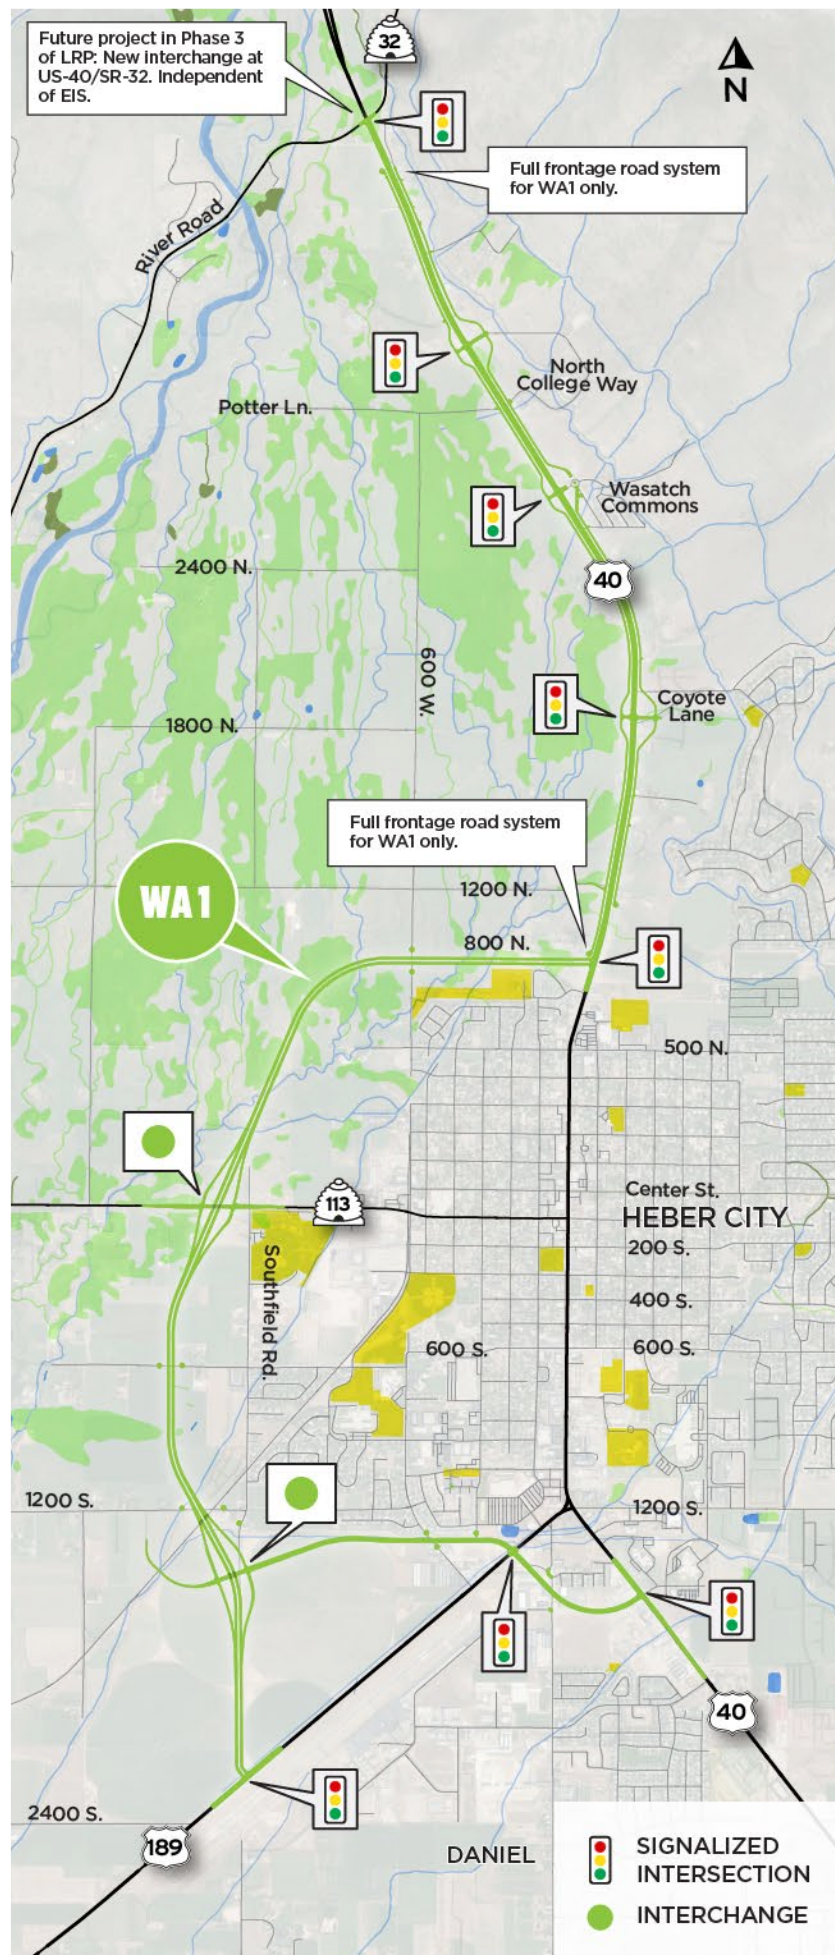 Future project in Phase 3
of LRP: New interchange at
US-40/SR-32. Independent
of EIS.
32
N
Full frontage road system
for WA1 only.
River Road
North
College Way
Potter Ln.
Wasatch
Commons
2400 N.
40
600 W.
Coyote
Lane
1800 N.
Full frontage road system
for WA1 only.
WA1
1200 N.
800 N.
500 N.
113
Center St.
HEBER CITY
200 S.
Southfield Rd.
400 S.
600 S.
600 S.
1200 S.
1200 S.
40
2400 S.
189
DANIEL
SIGNALIZED
INTERSECTION
INTERCHANGE